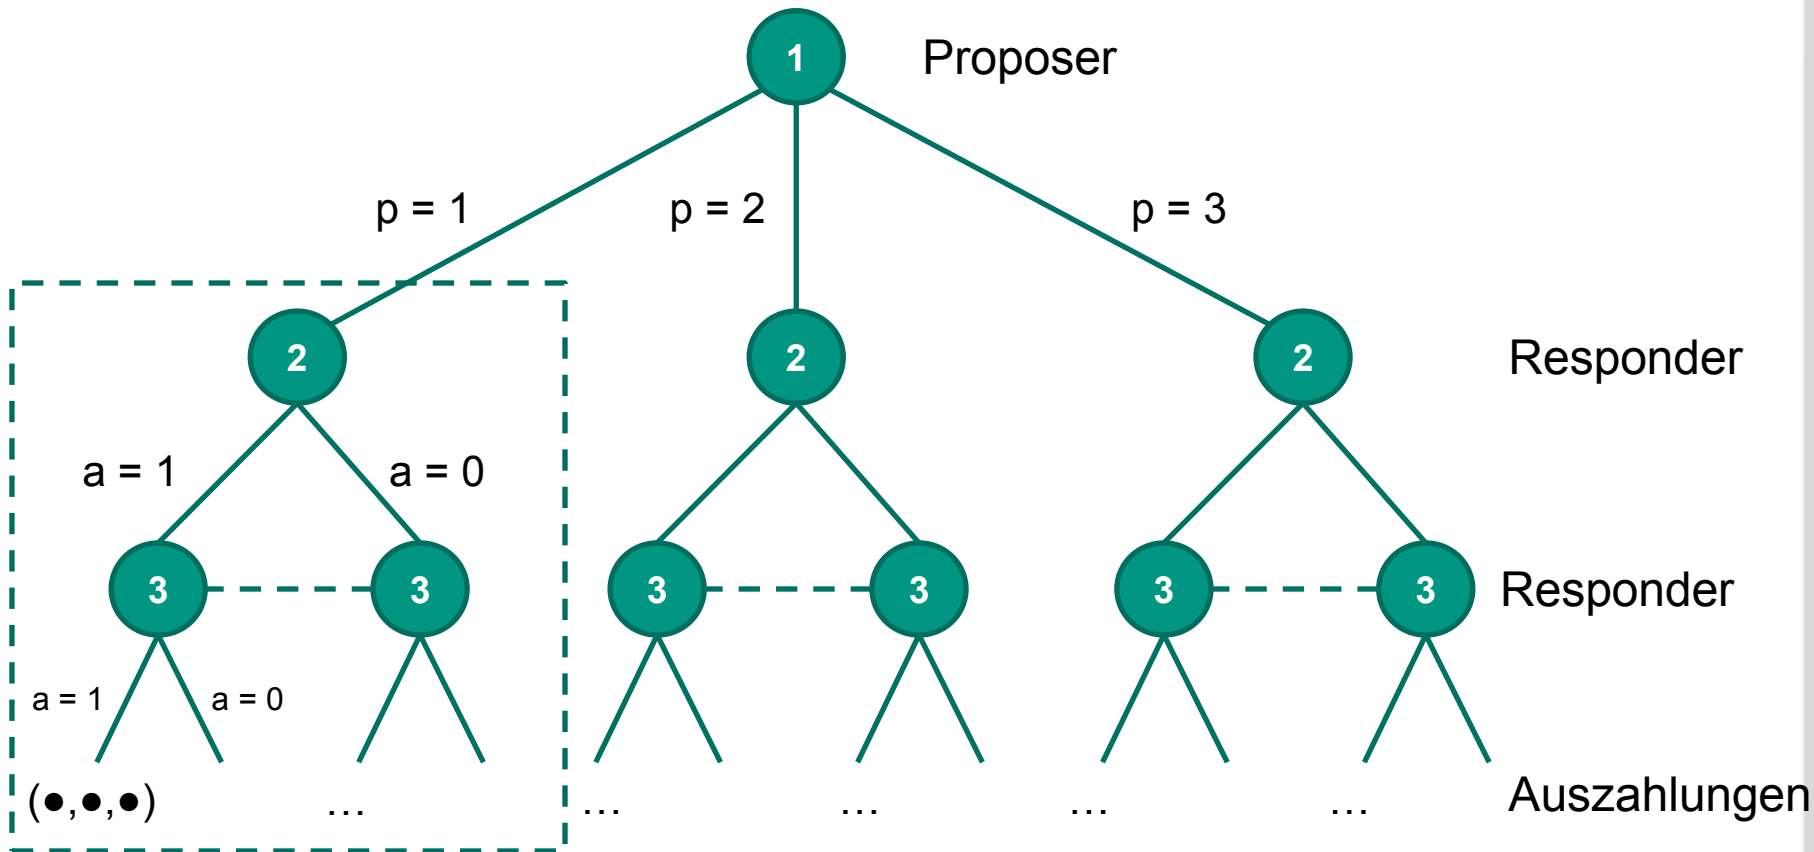 1 Proposer
p = 1 p = 2 p = 3
2 2 2 Responder
a = 1 a = 0
3 3 3 3 3 3 Responder
a = 1 a = 0
(●,●,●) ... ... ... ... ... Auszahlungen